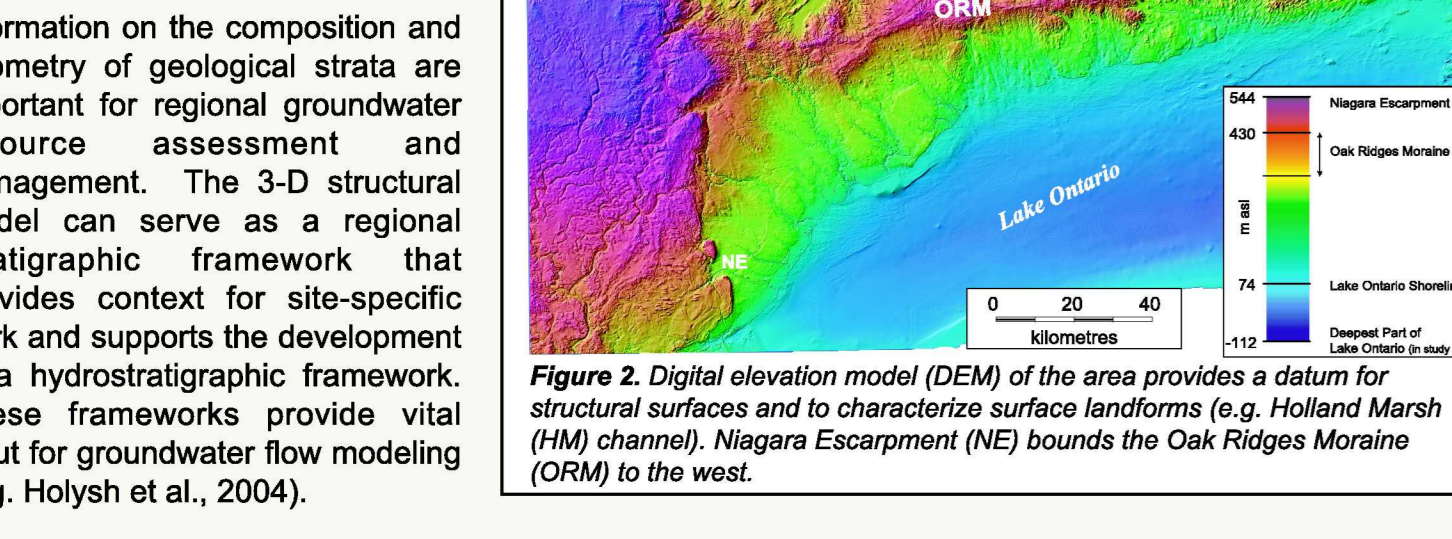 ormation on the composition and
ometry of geological strata are
portant for regional groundwater
source assessment and
nagement. The 3-D structural
odel can serve as a regional
atigraphic framework that
vides context for site-specific
rk and supports the development
a hydrostratigraphic framework.
ese frameworks provide vital
ut for groundwater flow modeling
g. Holysh et al., 2004).
ORM
Lake Ontario
NE
0 20 40
kilometres
544 Niagara Escarpment
430
Oak Ridges Moraine
m asl
74 Lake Ontario Shorelin
-112 Deepest Part of
Lake Ontario (in study
Figure 2. Digital elevation model (DEM) of the area provides a datum for
structural surfaces and to characterize surface landforms (e.g. Holland Marsh
(HM) channel). Niagara Escarpment (NE) bounds the Oak Ridges Moraine
(ORM) to the west.